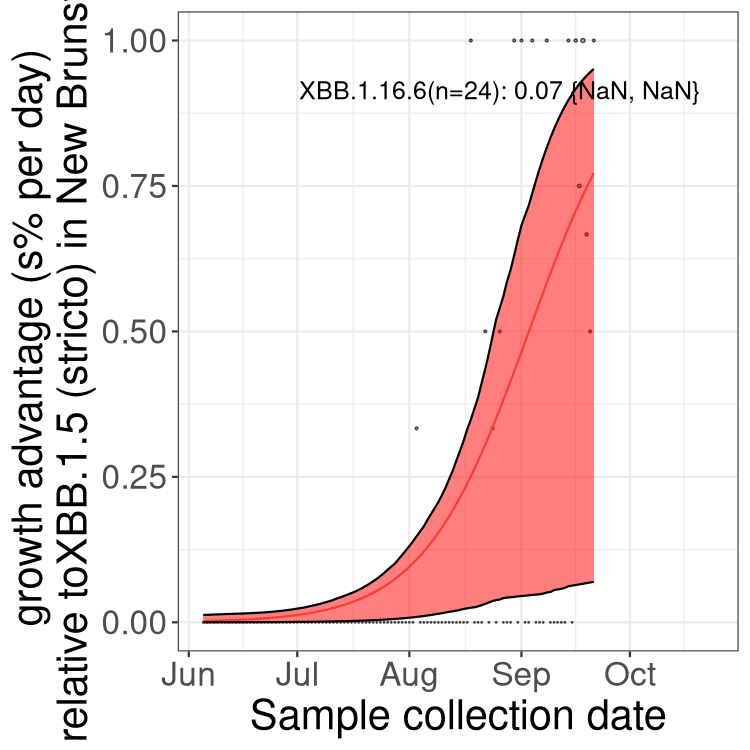 growth advantage (s% per day)
relative toXBB.1.5 (stricto) in New Bruns
1.00
0.75
0.50
0.25
0.00
XBB.1.16.6(n=24): 0.07 {NaN, NaN}
Jun Jul Aug Sep Oct
Sample collection date